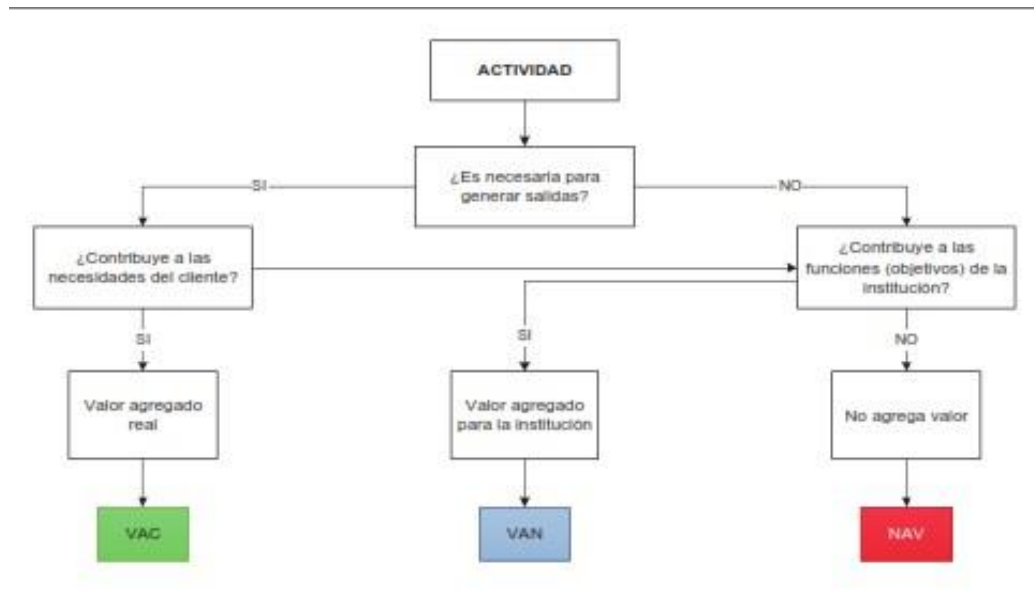 ACTIVIDAD
¿Es necesaria para
generar salidas?
SI
NO
¿Contribuye a las
necesidades del cliente?
¿Contribuye a las
funciones (objetivos) de la
institución?
SI
SI
NO
Valor agregado
real
Valor agregado
para la institución
No agrega valor
VAC
VAN
NAV